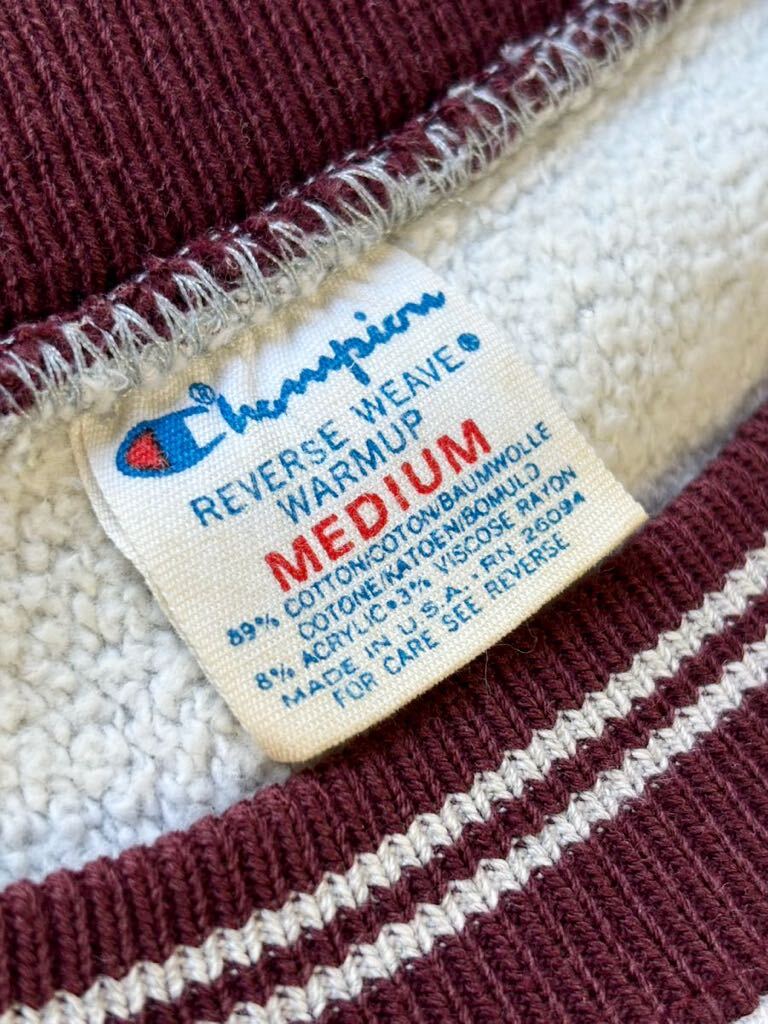 Champion®
REVERSE WEAVE®
WARMUP
MEDIUM
89% COTTON/COTON/BAUMWOLLE
COTONE/KATOEN/BOMULD
8% ACRYLIC•3% VISCOSE RAYON
MADE IN U.S.A.•RN 26094
FOR CARE SEE REVERSE